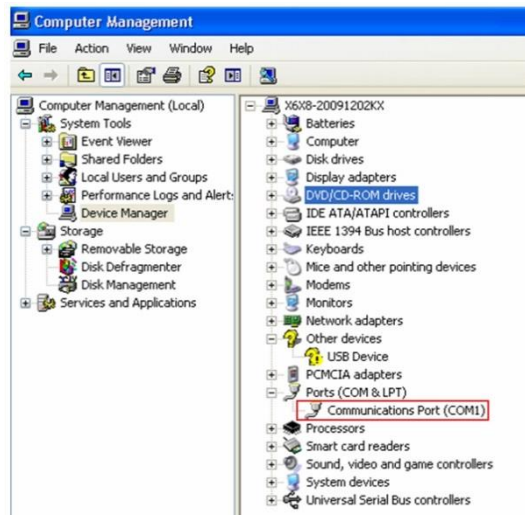 Computer Management
File Action View Window Help
Computer Management (Local)
System Tools
Event Viewer
Shared Folders
Local Users and Groups
Performance Logs and Alert:
Device Manager
Storage
Removable Storage
Disk Defragmenter
Disk Management
Services and Applications
X6X8-20091202KX
Batteries
Computer
Disk drives
Display adapters
DVD/CD-ROM drives
IDE ATA/ATAPI controllers
IEEE 1394 Bus host controllers
Keyboards
Mice and other pointing devices
Modems
Monitors
Network adapters
Other devices
USB Device
PCMCIA adapters
Ports (COM & LPT)
Communications Port (COM1)
Processors
Smart card readers
Sound, video and game controllers
System devices
Universal Serial Bus controllers